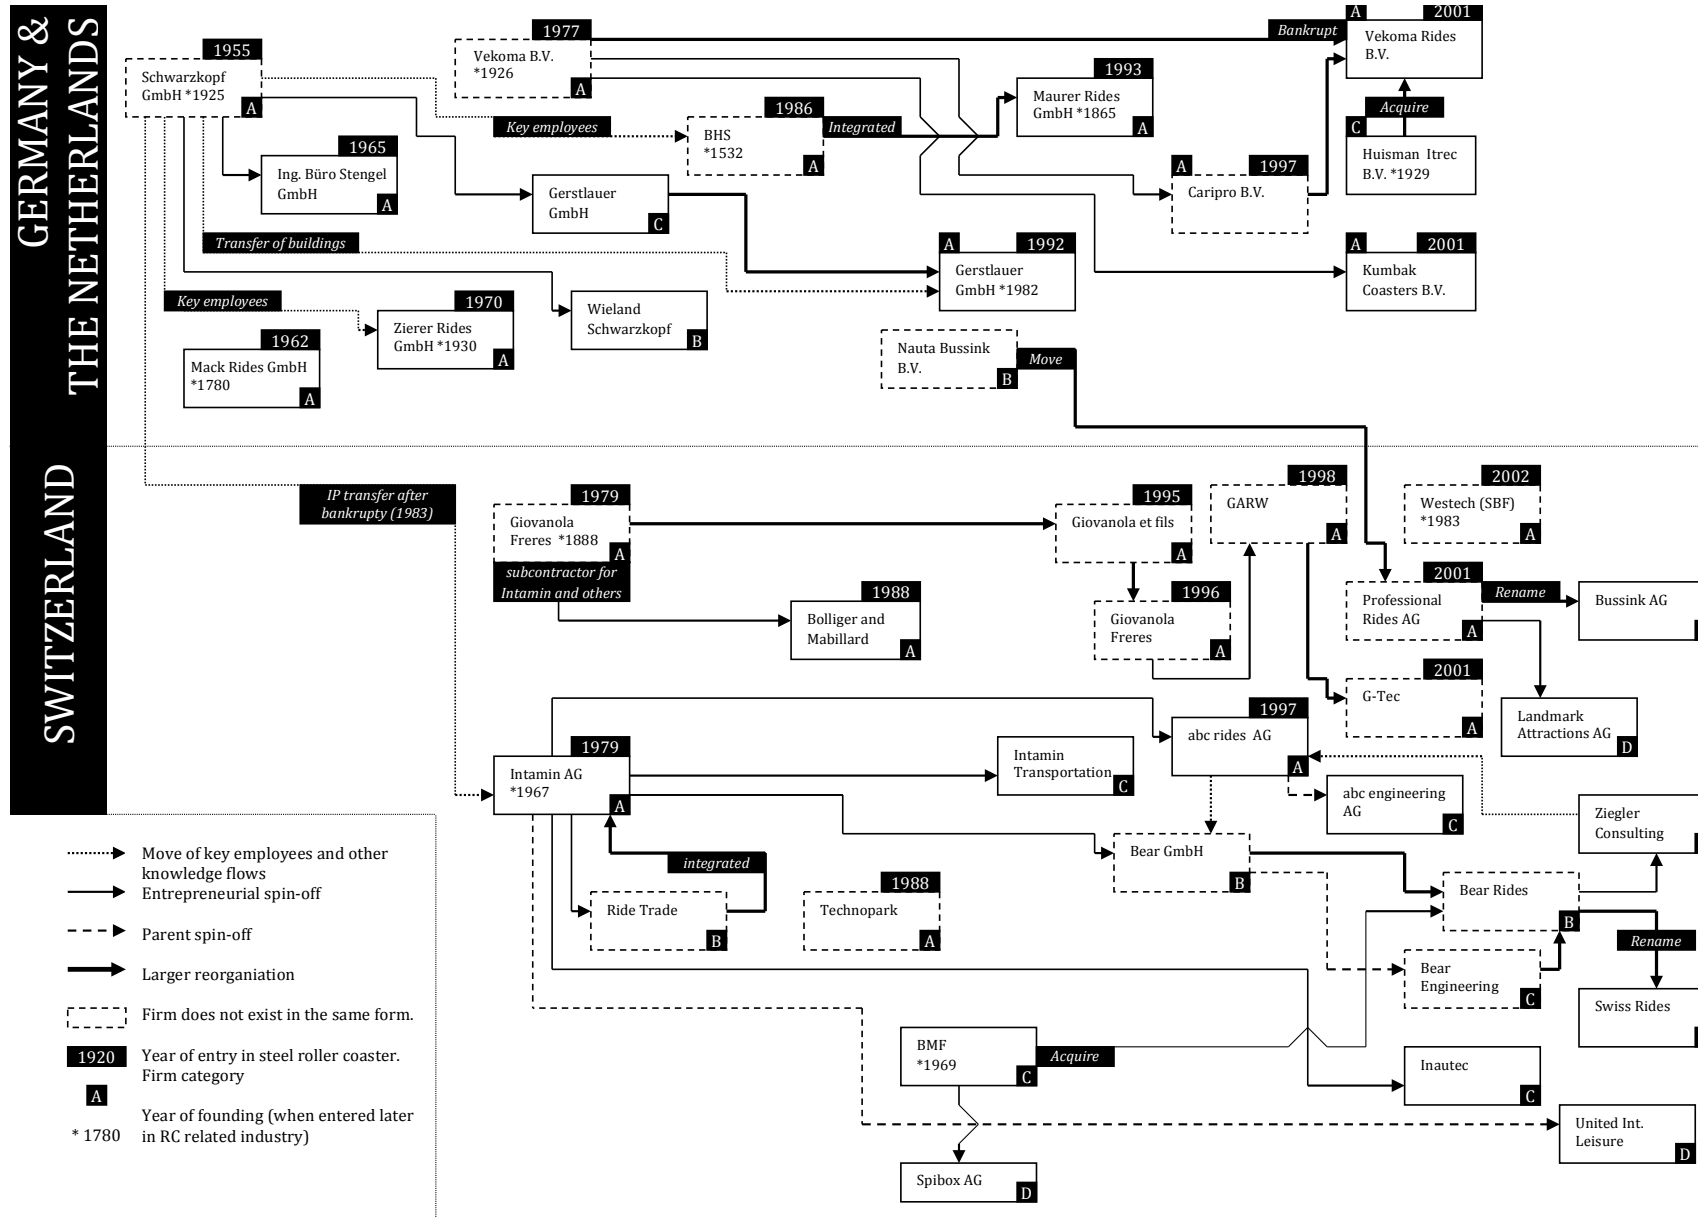 GERMANY &
THE NETHERLANDS
SWITZERLAND
1955
Schwarzkopf
GmbH *1925
A
1977
Vekoma B.V.
*1926
A
Bankrupt
A
2001
Vekoma Rides
B.V.
Acquire
C
Huisman Itrec
B.V. *1929
1993
Maurer Rides
GmbH *1865
A
Key employees
1986
BHS
*1532
A
Integrated
1965
Ing. Büro Stengel
GmbH
A
Gerstlauer
GmbH
C
A
1997
Caripro B.V.
Transfer of buildings
A
1992
Gerstlauer
GmbH *1982
A
2001
Kumbak
Coasters B.V.
Key employees
1970
Zierer Rides
GmbH *1930
A
Wieland
Schwarzkopf
B
1962
Mack Rides GmbH
*1780
A
Nauta Bussink
B.V.
B
Move
IP transfer after
bankrupty (1983)
1979
Giovanola
Freres *1888
A
subcontractor for
Intamin and others
1988
Bolliger and
Mabillard
A
1995
Giovanola et fils
A
1996
Giovanola
Freres
A
1998
GARW
A
2002
Westech (SBF)
*1983
A
2001
Professional
Rides AG
A
Rename
Bussink AG
2001
G-Tec
A
Landmark
Attractions AG
D
1979
Intamin AG
*1967
A
Intamin
Transportation
C
1997
abc rides AG
A
abc engineering
AG
C
Ziegler
Consulting
integrated
Ride Trade
B
1988
Technopark
A
Bear GmbH
B
Bear Rides
B
Rename
Bear
Engineering
C
Swiss Rides
BMF
*1969
C
Acquire
Inautec
C
United Int.
Leisure
D
Spibox AG
D
Move of key employees and other
knowledge flows
Entrepreneurial spin-off
Parent spin-off
Larger reorganiation
Firm does not exist in the same form.
1920
Year of entry in steel roller coaster.
Firm category
A
Year of founding (when entered later
* 1780
in RC related industry)